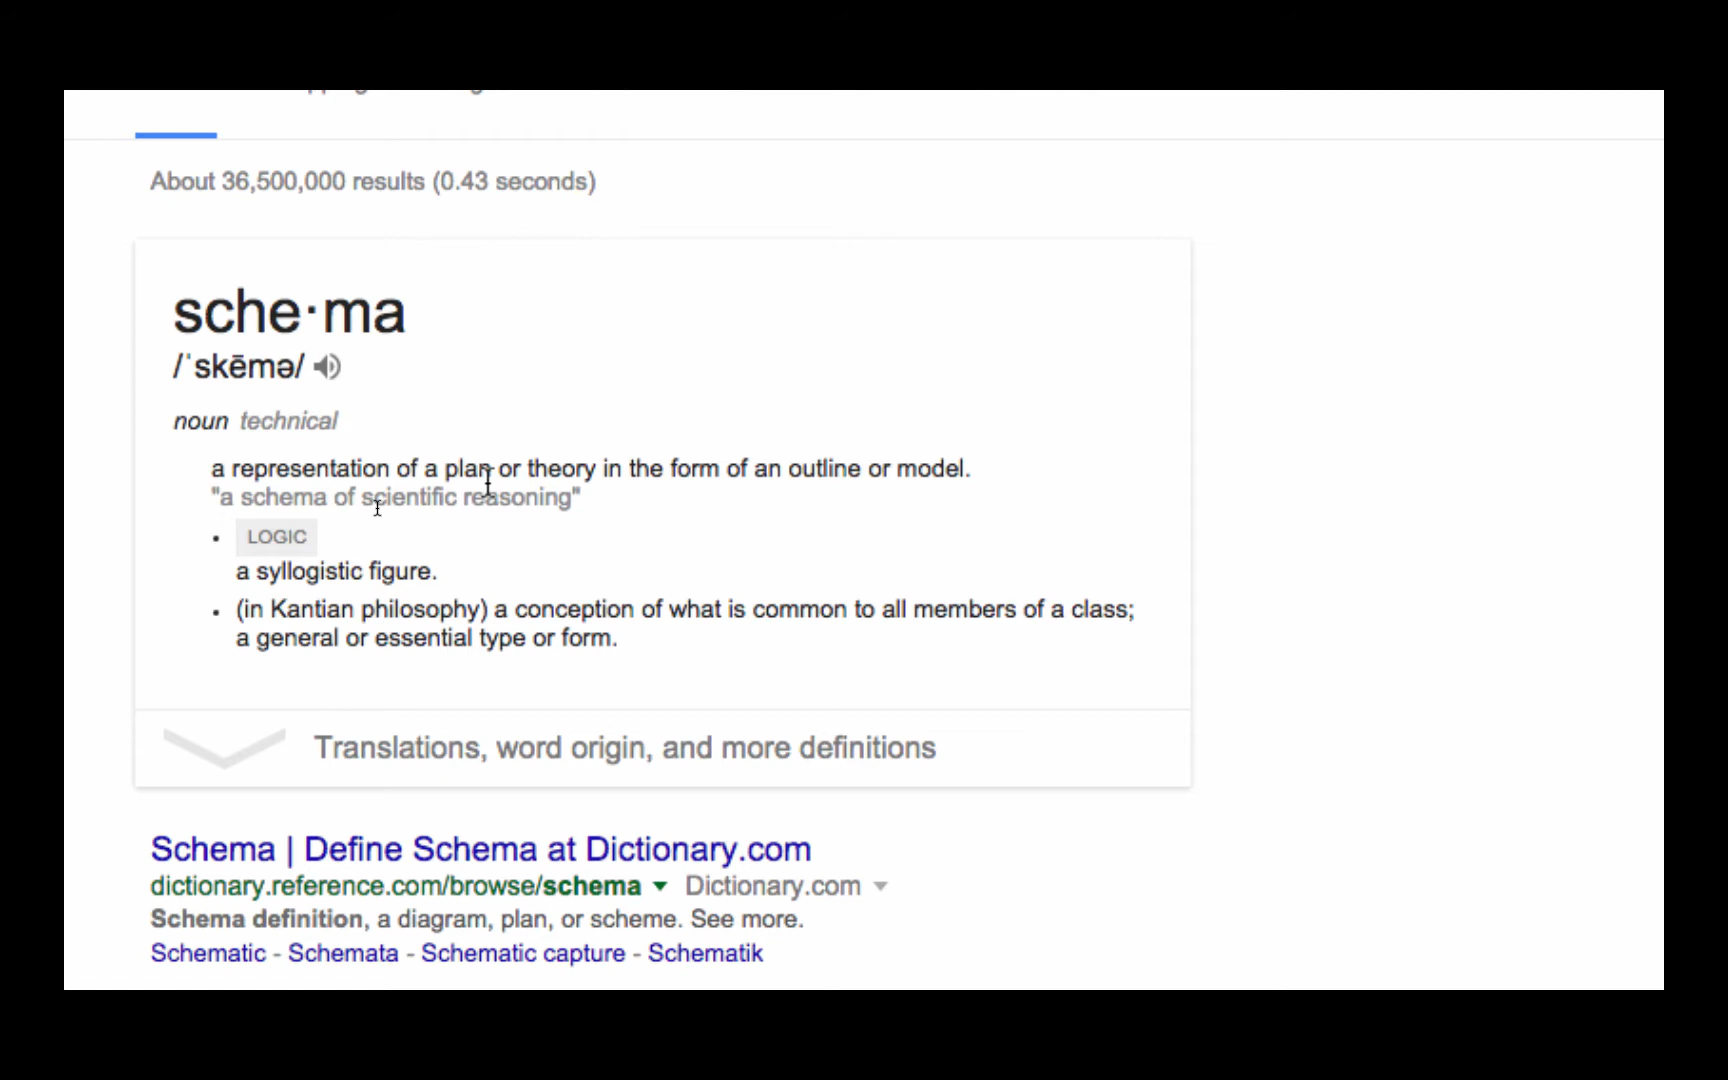 About 36,500,000 results (0.43 seconds)
sche·ma
/ˈskēmə/
noun technical
a representation of a plan or theory in the form of an outline or model.
"a schema of scientific reasoning"
• LOGIC
a syllogistic figure.
• (in Kantian philosophy) a conception of what is common to all members of a class;
a general or essential type or form.
Translations, word origin, and more definitions
Schema | Define Schema at Dictionary.com
dictionary.reference.com/browse/schema ▼ Dictionary.com ▼
Schema definition, a diagram, plan, or scheme. See more.
Schematic - Schemata - Schematic capture - Schematik